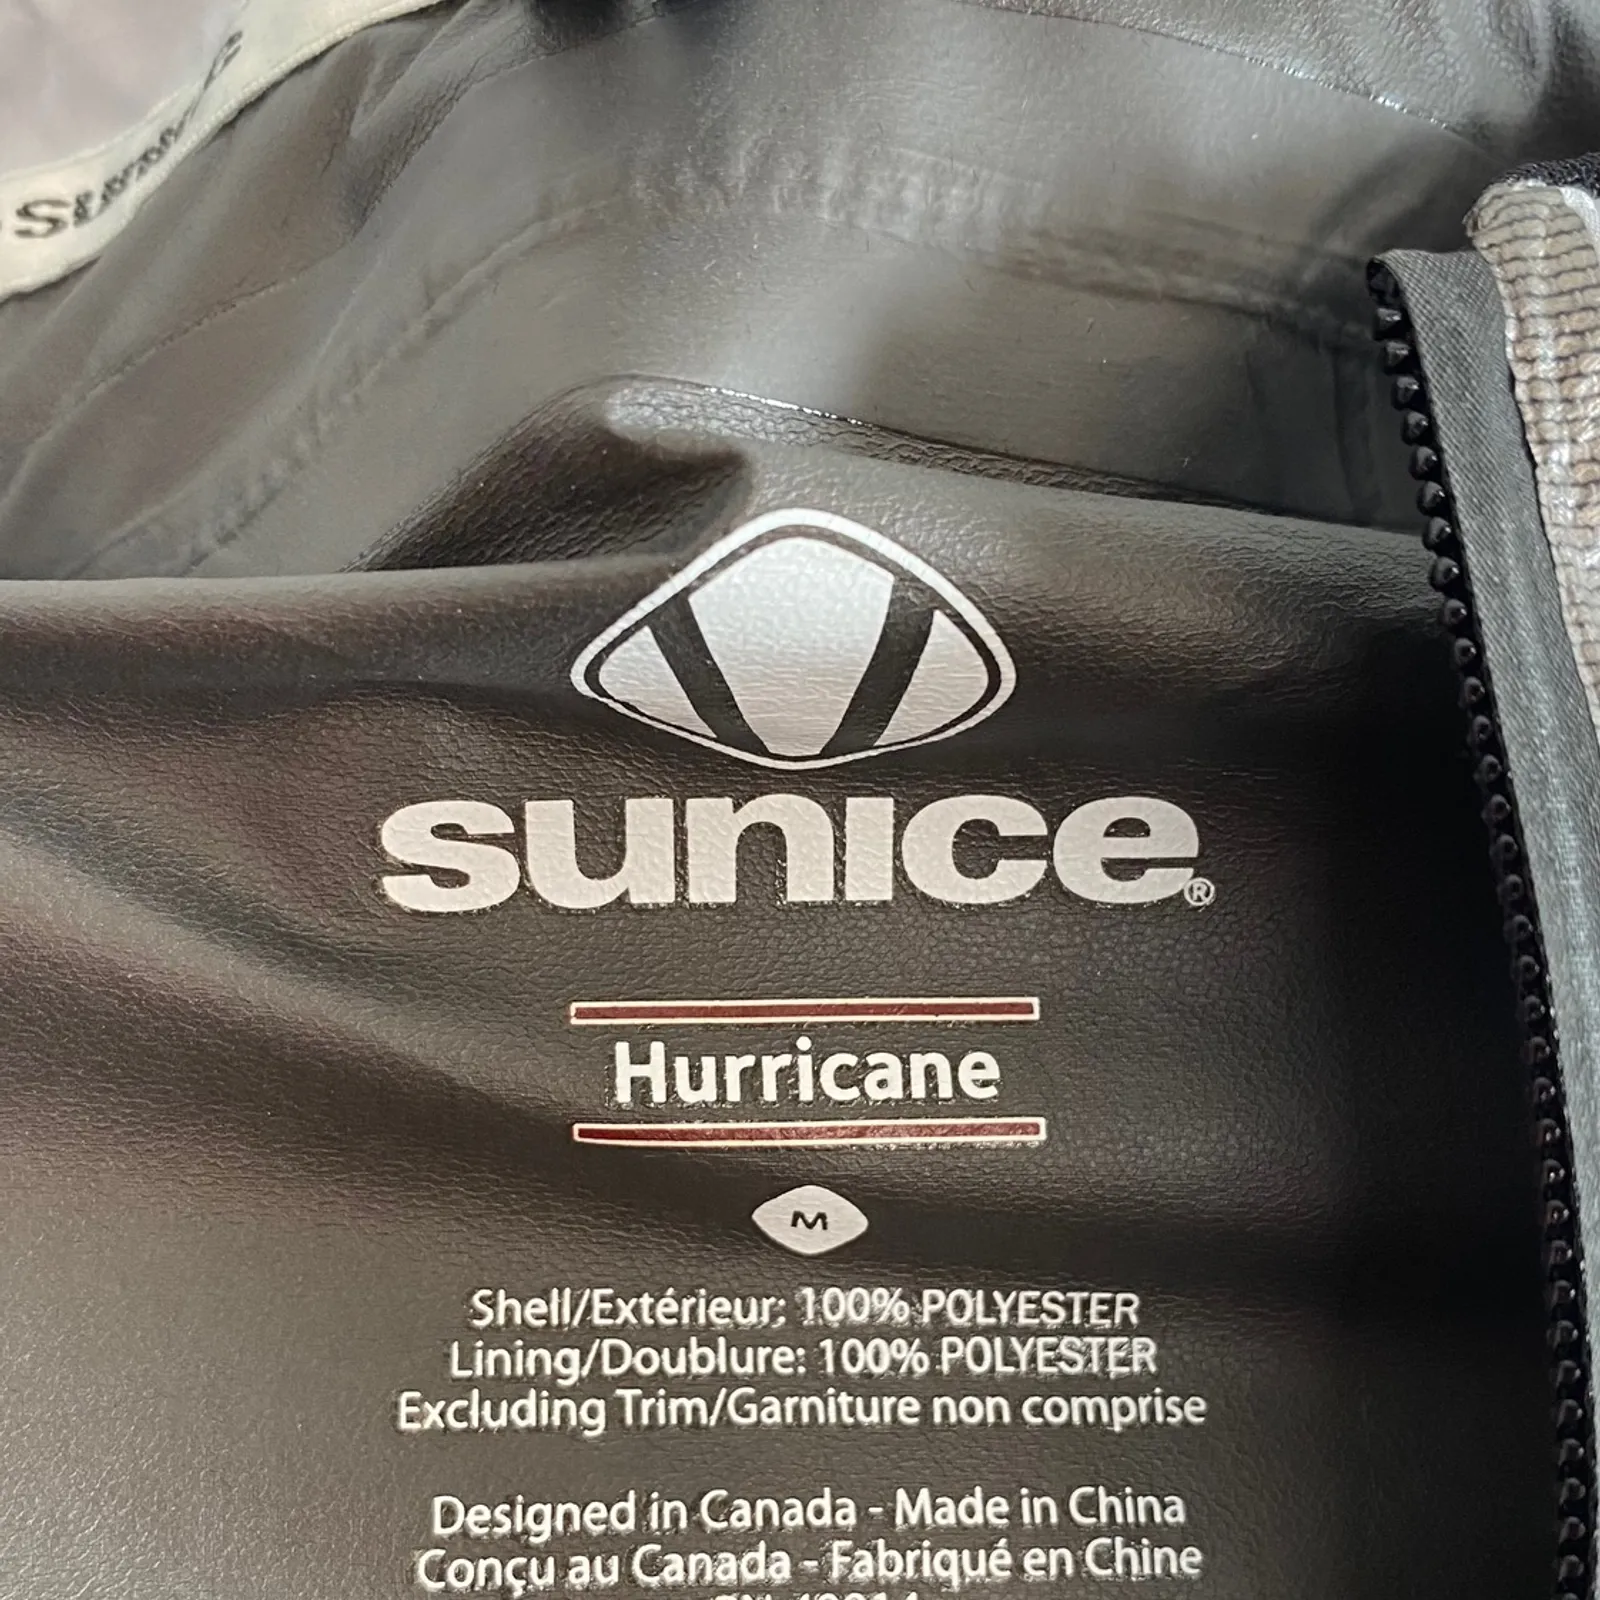 Sunice
sunice®
Hurricane
M
Shell/Extérieur: 100% POLYESTER
Lining/Doublure: 100% POLYESTER
Excluding Trim/Garniture non comprise
Designed in Canada - Made in China
Conçu au Canada - Fabriqué en Chine